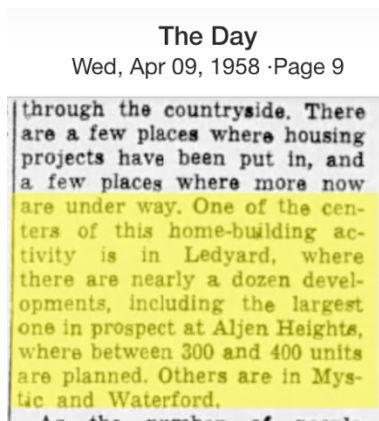 The Day
Wed, Apr 09, 1958 ·Page 9
through the countryside. There
are a few places where housing
projects have been put in, and
a few places where more now
are under way. One of the cen-
ters of this home-building ac-
tivity is in Ledyard, where
there are nearly a dozen devel-
opments, including the largest
one in prospect at Aljen Heights,
where between 300 and 400 units
are planned. Others are in Mys-
tic and Waterford.